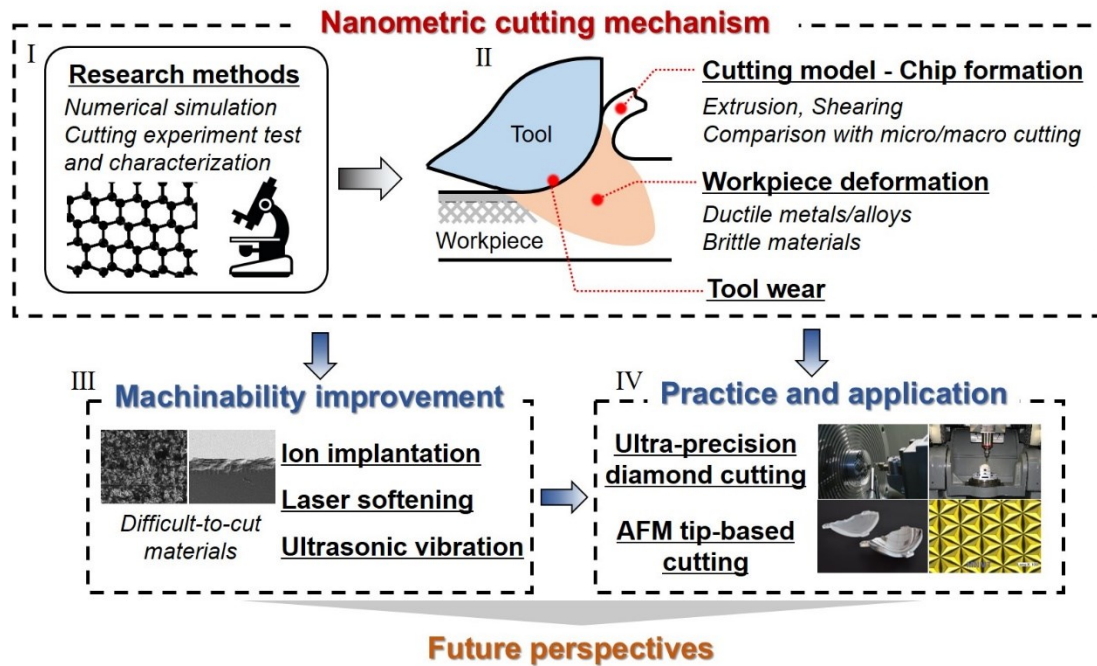 Nanometric cutting mechanism
I
Research methods
Numerical simulation
Cutting experiment test
and characterization
II
Tool
Workpiece
Cutting model - Chip formation
Extrusion, Shearing
Comparison with micro/macro cutting
Workpiece deformation
Ductile metals/alloys
Brittle materials
Tool wear
III
Machinability improvement
Difficult-to-cut
materials
Ion implantation
Laser softening
Ultrasonic vibration
IV
Practice and application
Ultra-precision
diamond cutting
AFM tip-based
cutting
Future perspectives